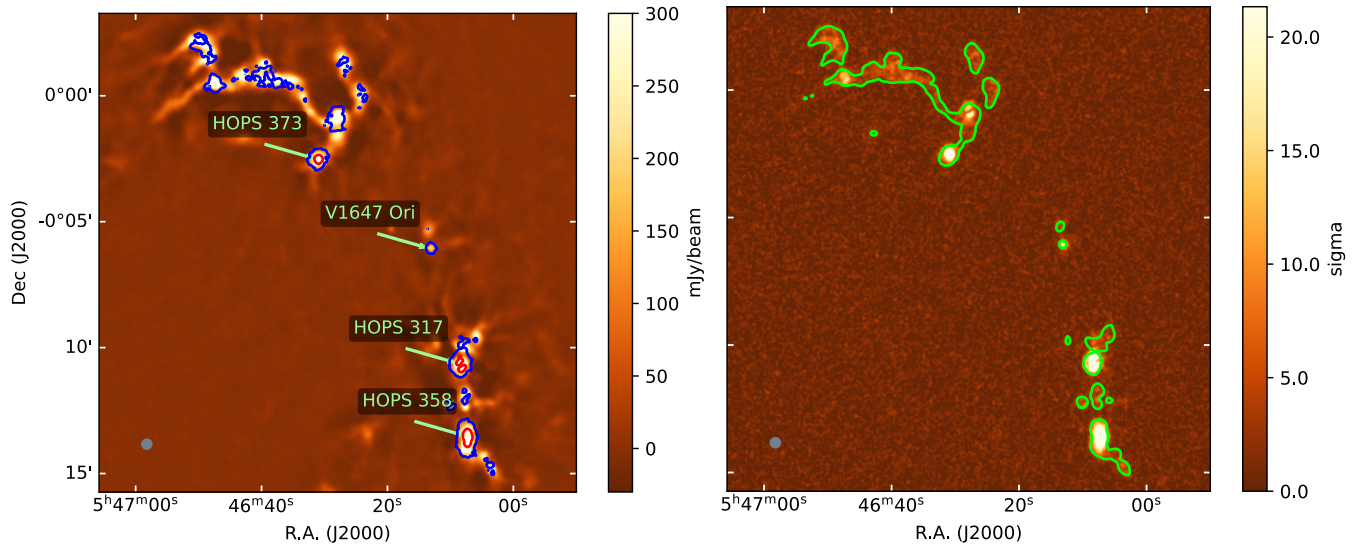 HOPS 373
V1647 Ori
HOPS 317
HOPS 358
0°00'
-0°05'
10'
15'
Dec (J2000)
5ʰ47ᵐ00ˢ
46ᵐ40ˢ
20ˢ
00ˢ
R.A. (J2000)
300
250
200
150
100
50
0
mJy/beam
5ʰ47ᵐ00ˢ
46ᵐ40ˢ
20ˢ
00ˢ
R.A. (J2000)
20.0
15.0
10.0
5.0
0.0
sigma